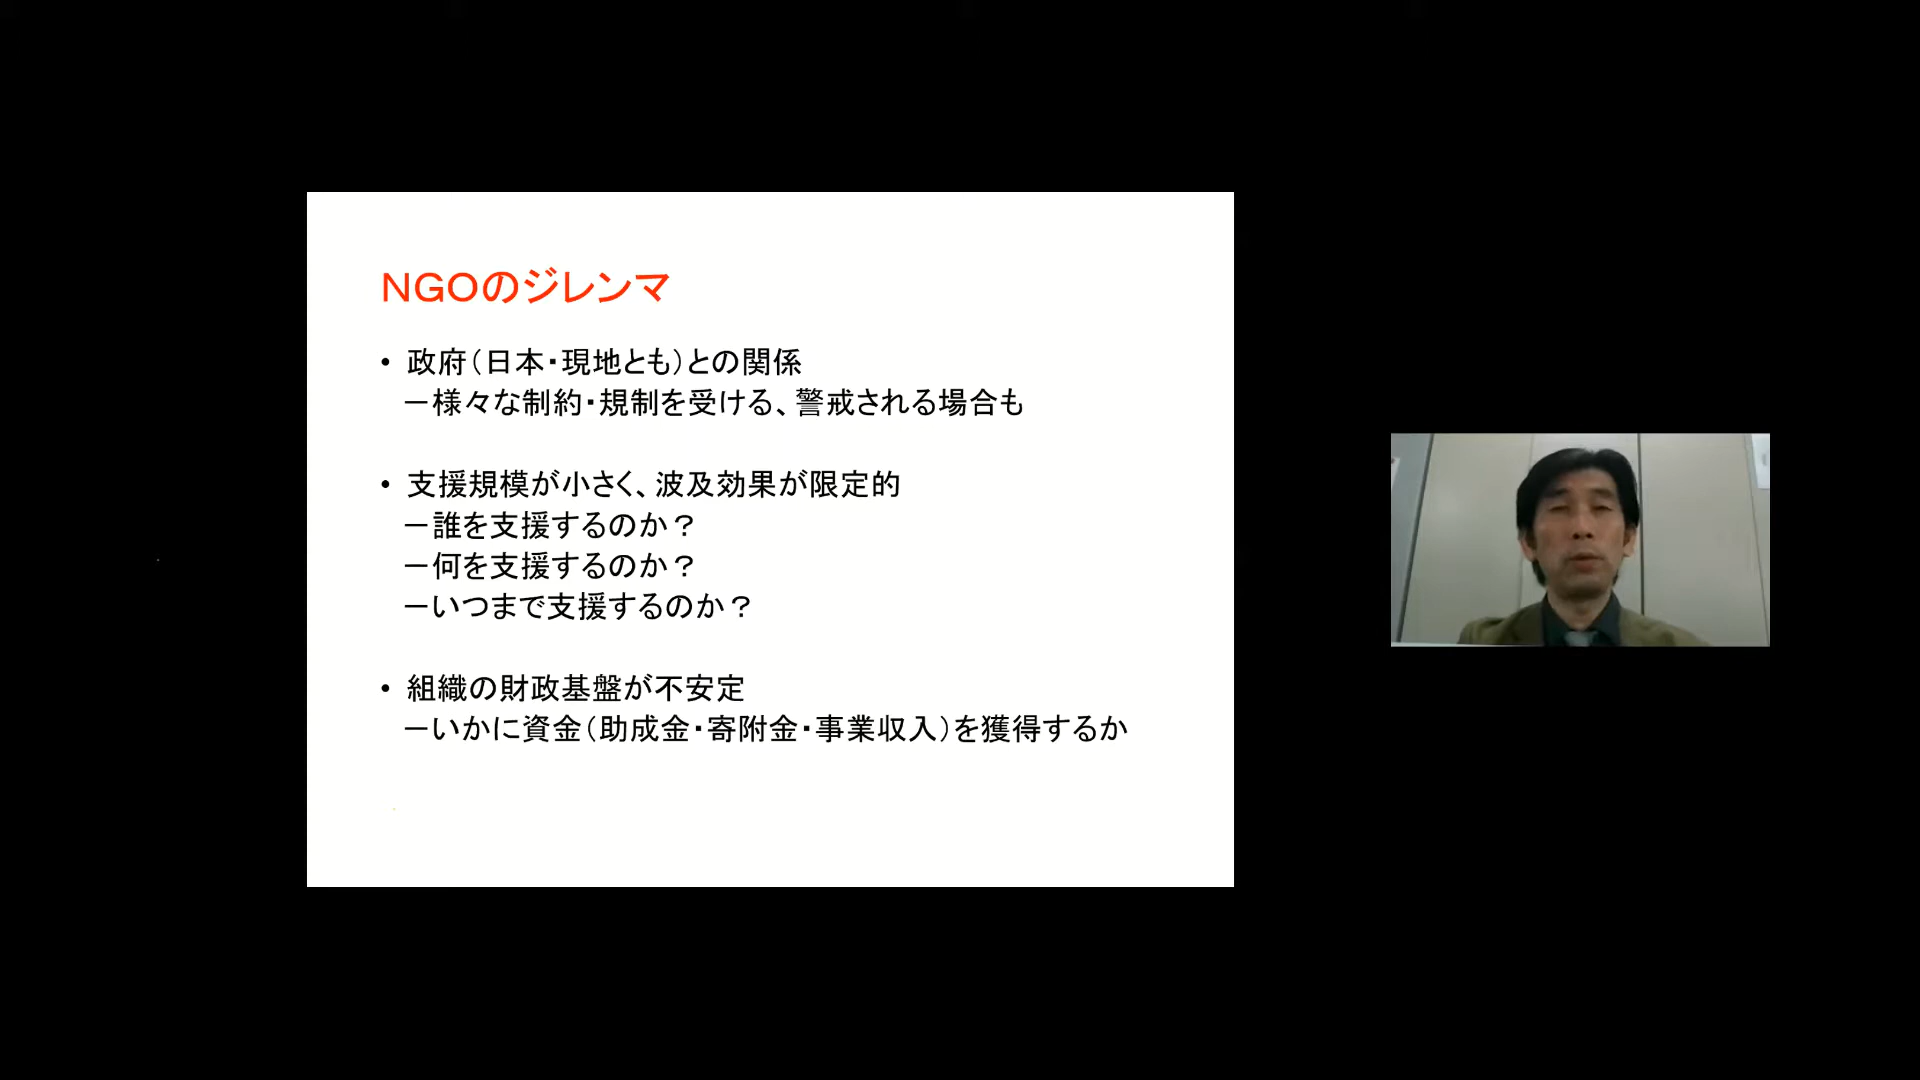 NGOのジレンマ
• 政府(日本・現地とも)との関係
－様々な制約・規制を受ける、警戒される場合も
• 支援規模が小さく、波及効果が限定的
－誰を支援するのか？
－何を支援するのか？
－いつまで支援するのか？
• 組織の財政基盤が不安定
－いかに資金(助成金・寄附金・事業収入)を獲得するか